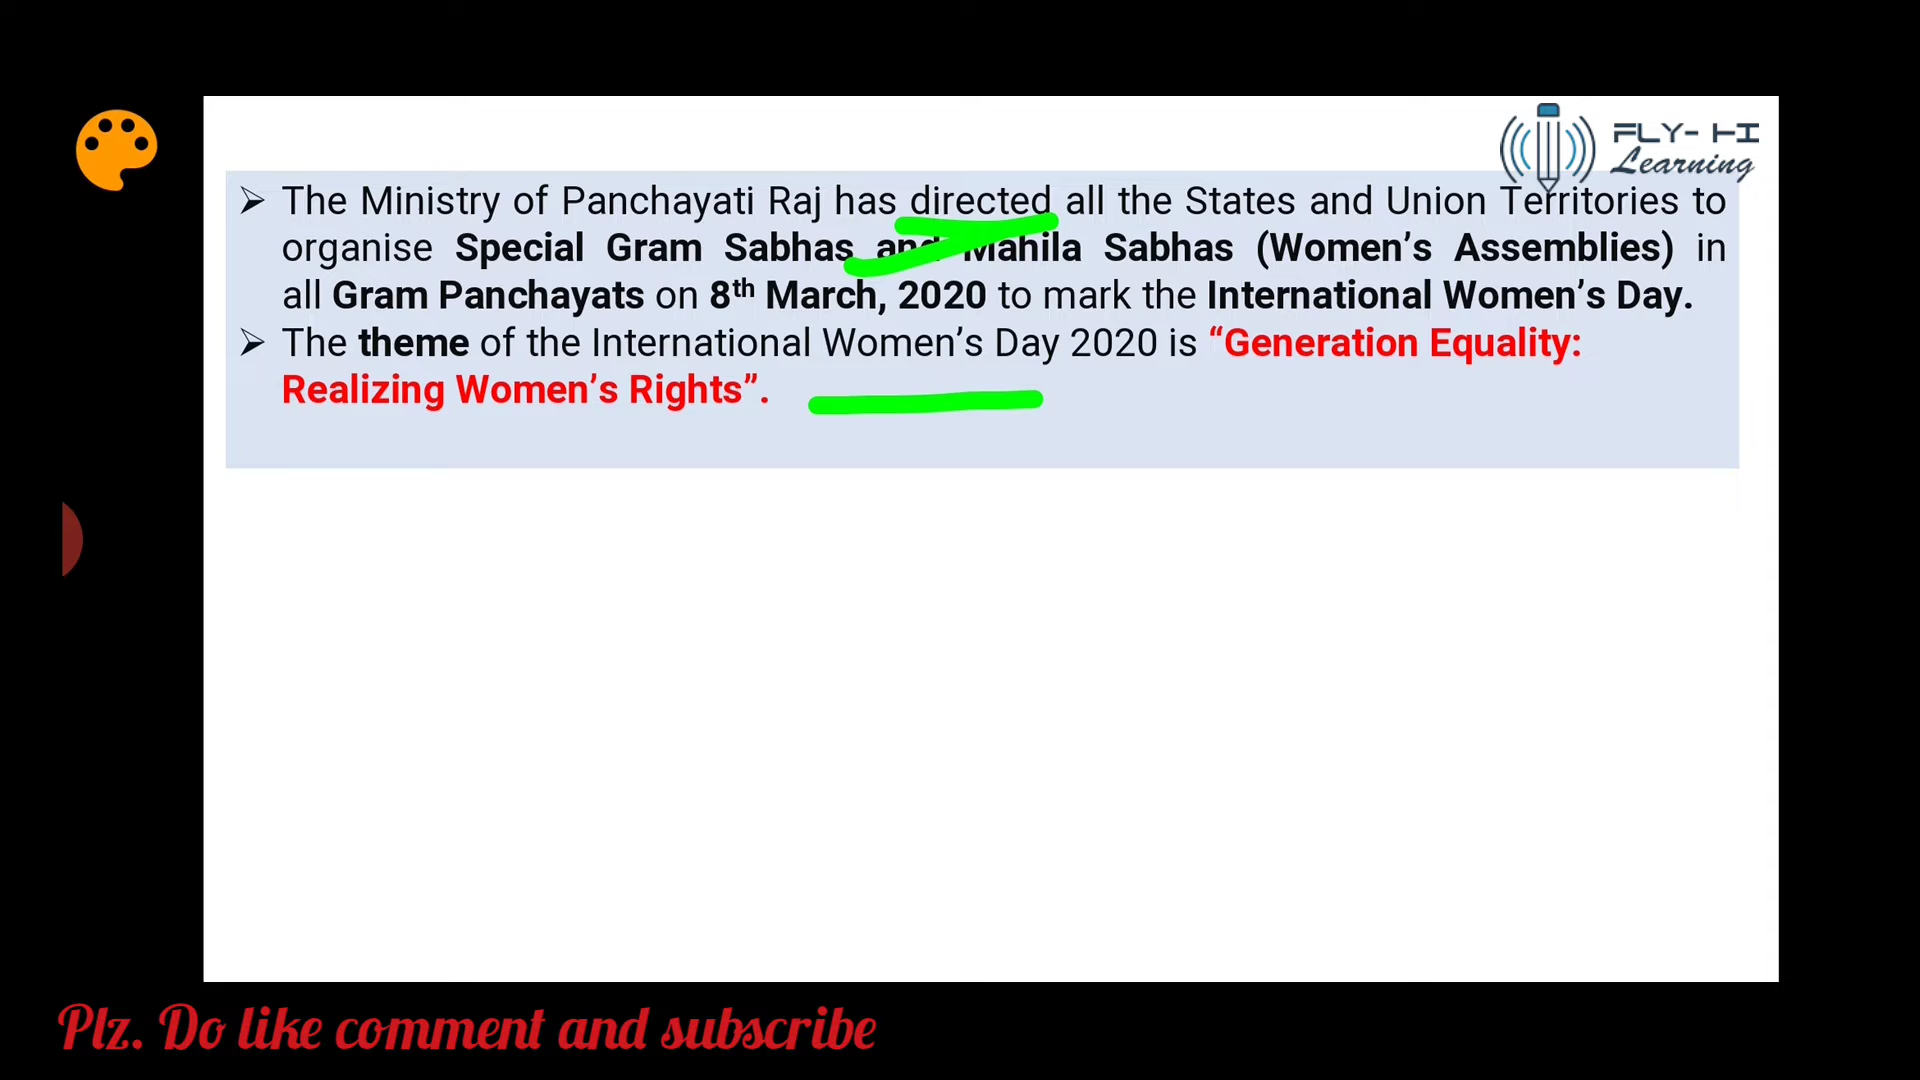 FLY- HI
Learning
➢ The Ministry of Panchayati Raj has directed all the States and Union Territories to
organise Special Gram Sabhas and Mahila Sabhas (Women’s Assemblies) in
all Gram Panchayats on 8th March, 2020 to mark the International Women’s Day.
➢ The theme of the International Women’s Day 2020 is “Generation Equality:
Realizing Women’s Rights”.
Plz. Do like comment and subscribe